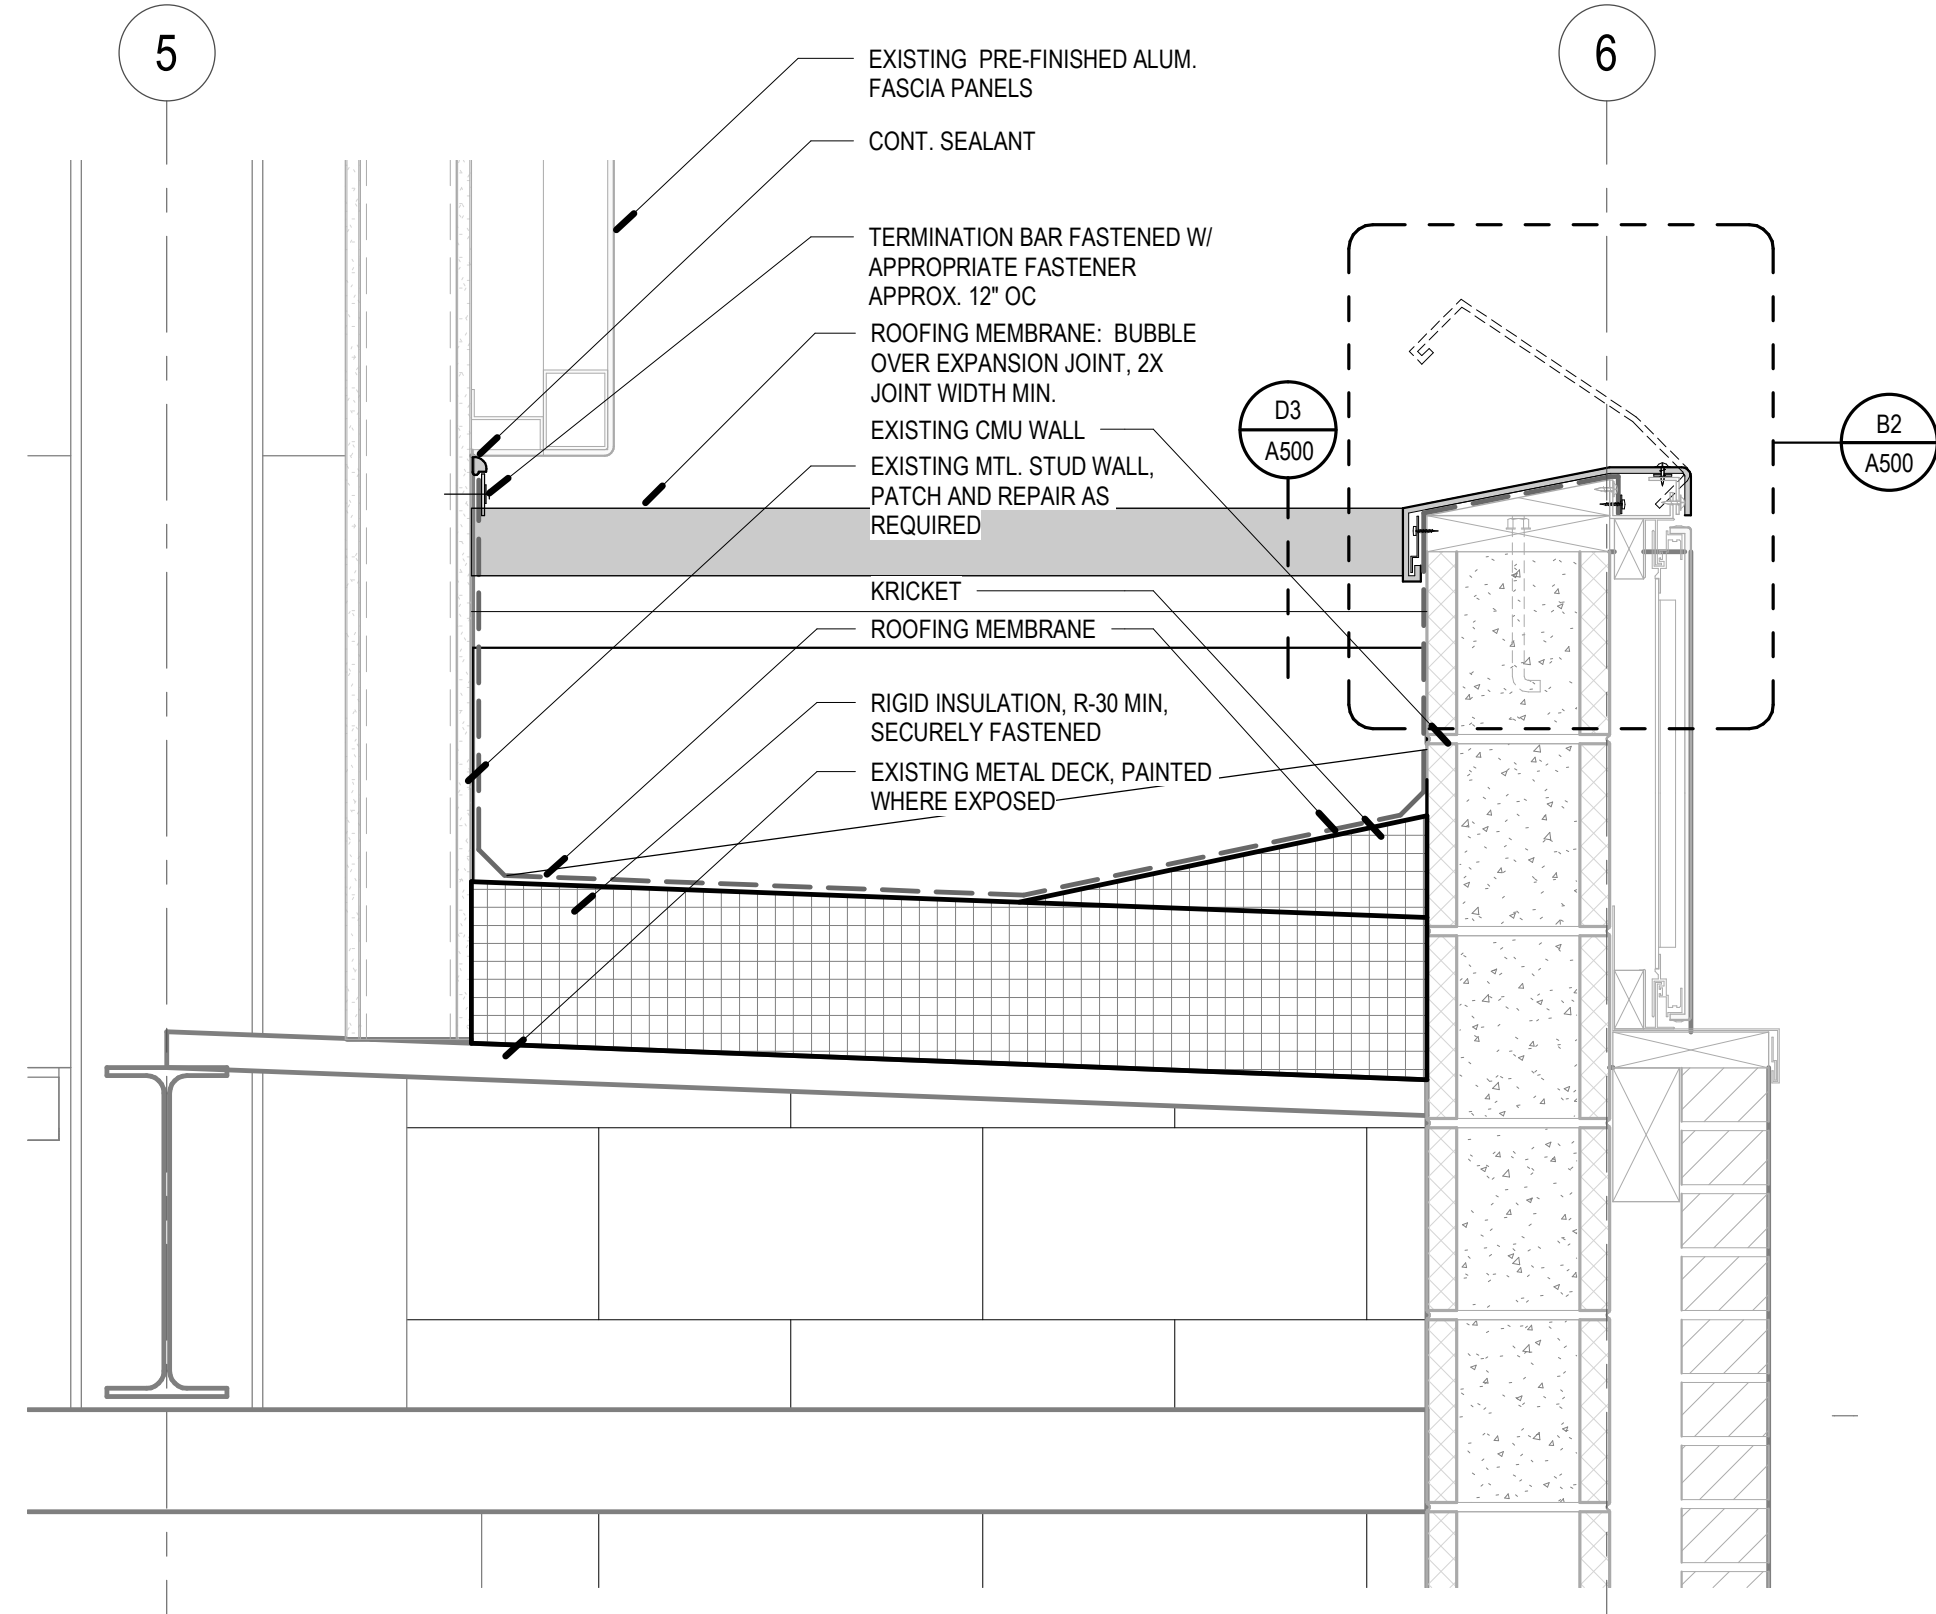 5
6
EXISTING PRE-FINISHED ALUM.
FASCIA PANELS
CONT. SEALANT
TERMINATION BAR FASTENED W/
APPROPRIATE FASTENER
APPROX. 12" OC
ROOFING MEMBRANE: BUBBLE
OVER EXPANSION JOINT, 2X
JOINT WIDTH MIN.
D3
A500
B2
A500
EXISTING CMU WALL
EXISTING MTL. STUD WALL,
PATCH AND REPAIR AS
REQUIRED
KRICKET
ROOFING MEMBRANE
RIGID INSULATION, R-30 MIN,
SECURELY FASTENED
EXISTING METAL DECK, PAINTED
WHERE EXPOSED